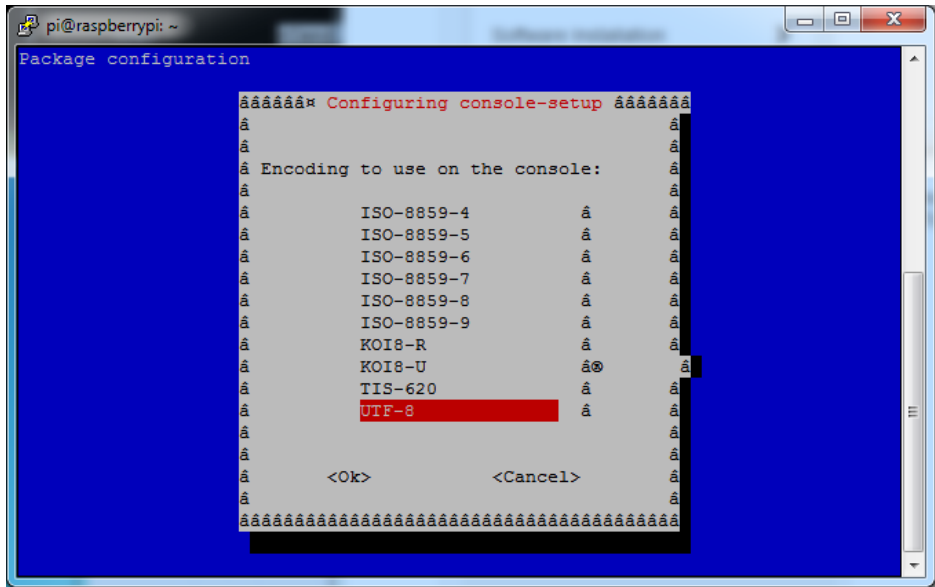 pi@raspberrypi: ~
Package configuration
ââââââ¤ Configuring console-setup âââââââ
â â
â â
â Encoding to use on the console: â
â â
â ISO-8859-4 â â
â ISO-8859-5 â â
â ISO-8859-6 â â
â ISO-8859-7 â â
â ISO-8859-8 â â
â ISO-8859-9 â â
â KOI8-R â â
â KOI8-U â® â
â TIS-620 â â
â UTF-8 â â
â â
â â
â <Ok> <Cancel> â
â â
ââââââââââââââââââââââââââââââââââââââââ